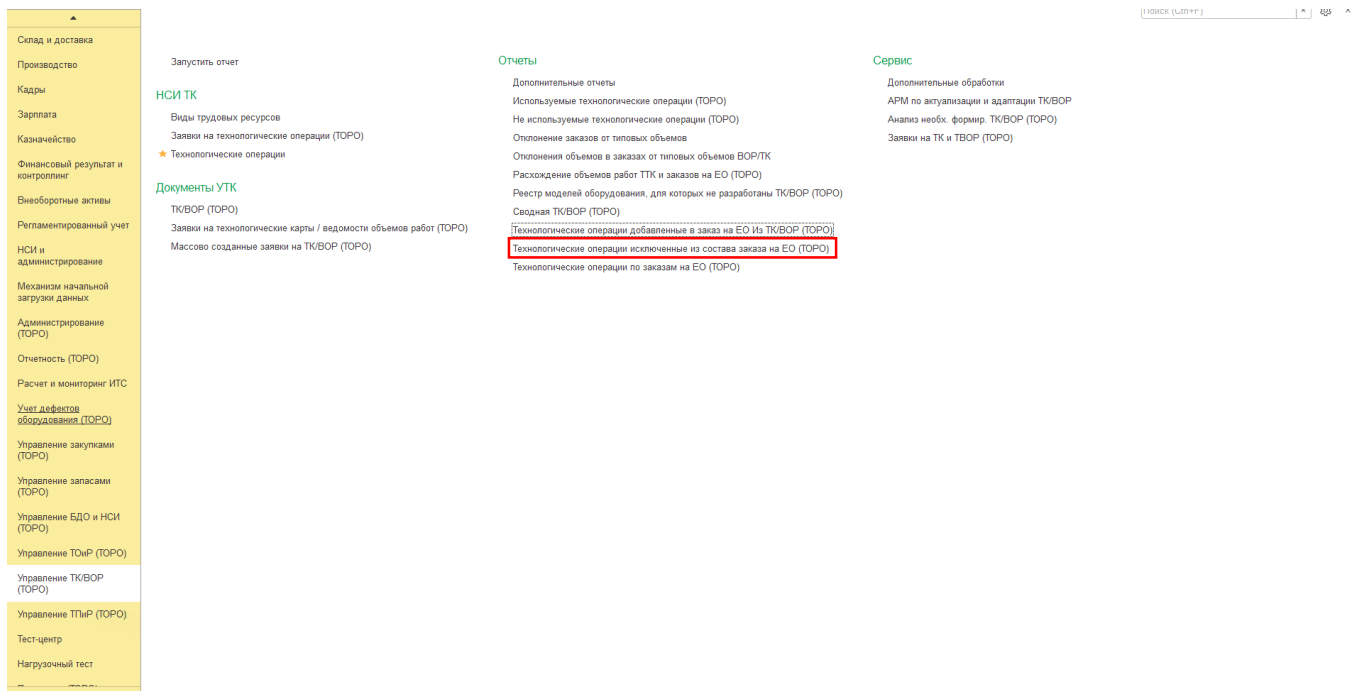 Поиск (Ctrl+F)
Склад и доставка
Производство
Кадры
Зарплата
Казначейство
Финансовый результат и
контроллинг
Внеоборотные активы
Регламентированный учет
НСИ и
администрирование
Механизм начальной
загрузки данных
Администрирование
(ТОРО)
Отчетность (ТОРО)
Расчет и мониторинг ИТС
Учет дефектов
оборудования (ТОРО)
Управление закупками
(ТОРО)
Управление запасами
(ТОРО)
Управление БДО и НСИ
(ТОРО)
Управление ТОиР (ТОРО)
Управление ТК/ВОР
(ТОРО)
Управление ТПиР (ТОРО)
Тест-центр
Нагрузочный тест
Запустить отчет
НСИ ТК
Виды трудовых ресурсов
Заявки на технологические операции (ТОРО)
Технологические операции
Документы УТК
ТК/ВОР (ТОРО)
Заявки на технологические карты / ведомости объемов работ (ТОРО)
Массово созданные заявки на ТК/ВОР (ТОРО)
Отчеты
Дополнительные отчеты
Используемые технологические операции (ТОРО)
Не используемые технологические операции (ТОРО)
Отклонение заказов от типовых объемов
Отклонения объемов в заказах от типовых объемов ВОР/ТК
Расхождение объемов работ ТТК и заказов на ЕО (ТОРО)
Реестр моделей оборудования, для которых не разработаны ТК/ВОР (ТОРО)
Сводная ТК/ВОР (ТОРО)
Технологические операции добавленные в заказ на ЕО Из ТК/ВОР (ТОРО)
Технологические операции исключенные из состава заказа на ЕО (ТОРО)
Технологические операции по заказам на ЕО (ТОРО)
Сервис
Дополнительные обработки
АРМ по актуализации и адаптации ТК/ВОР
Анализ необх. формир. ТК/ВОР (ТОРО)
Заявки на ТК и ТВОР (ТОРО)